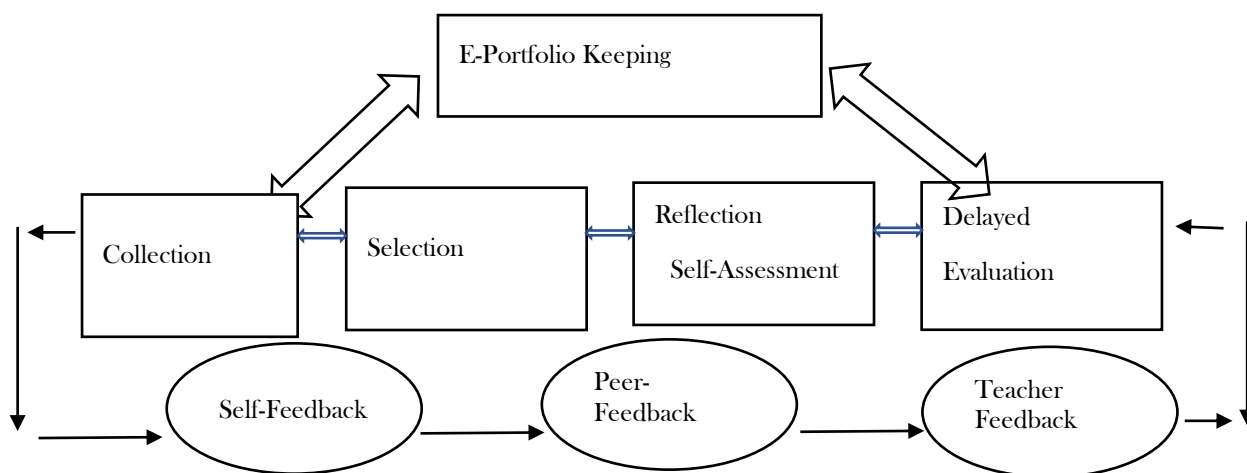 E-Portfolio Keeping
Collection
Selection
Reflection
Self-Assessment
Delayed
Evaluation
Self-Feedback
Peer-
Feedback
Teacher
Feedback